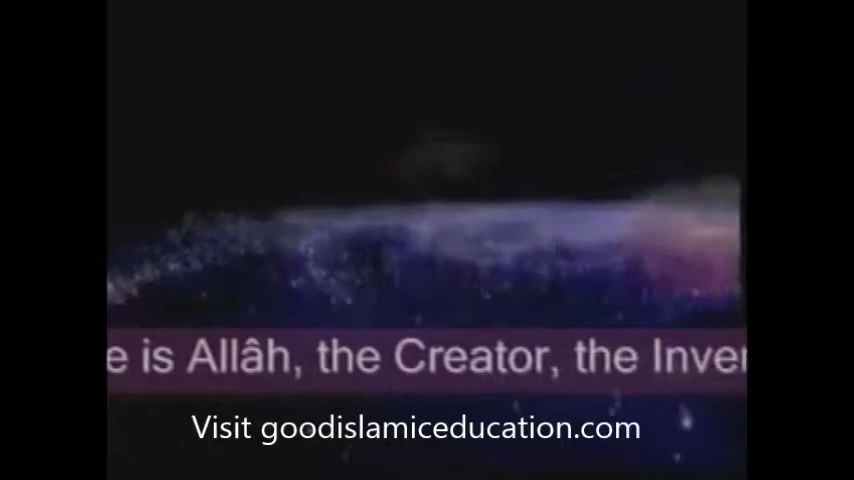 e is Allâh, the Creator, the Inver
Visit goodislamiceducation.com